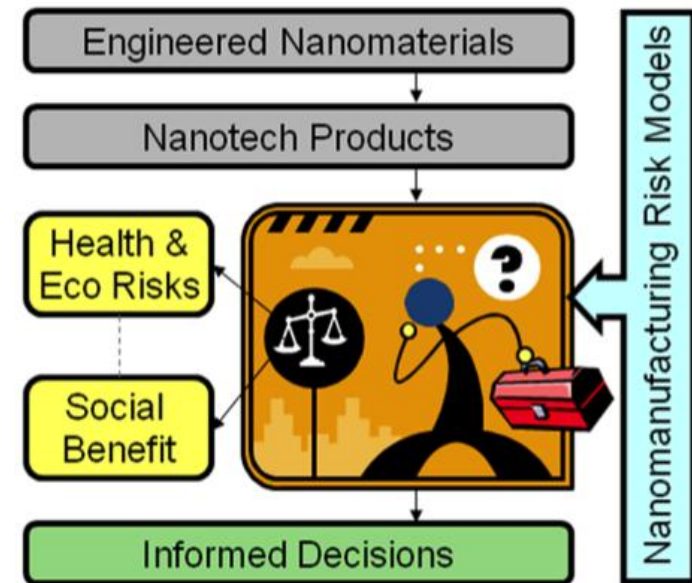 Engineered Nanomaterials
Nanotech Products
Health &
Eco Risks
?
Social
Benefit
Informed Decisions
Nanomanufacturing Risk Models